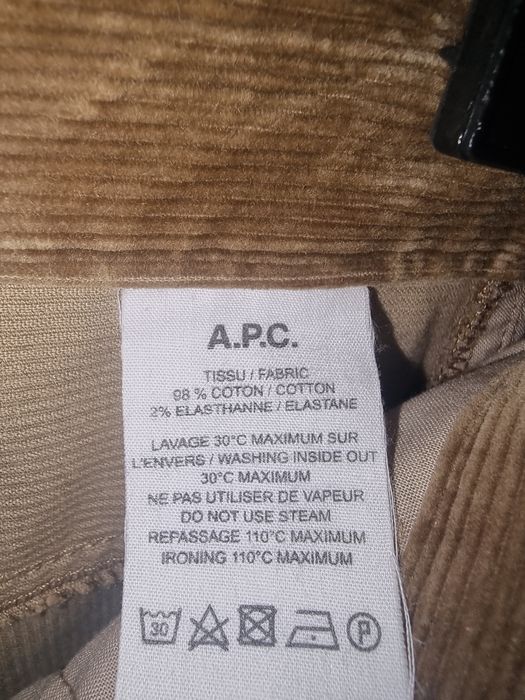 A.P.C.
TISSU / FABRIC
98 % COTON / COTTON
2% ELASTHANNE / ELASTANE
LAVAGE 30°C MAXIMUM SUR
L'ENVERS / WASHING INSIDE OUT
30°C MAXIMUM
NE PAS UTILISER DE VAPEUR
DO NOT USE STEAM
REPASSAGE 110°C MAXIMUM
IRONING 110°C MAXIMUM
30 P